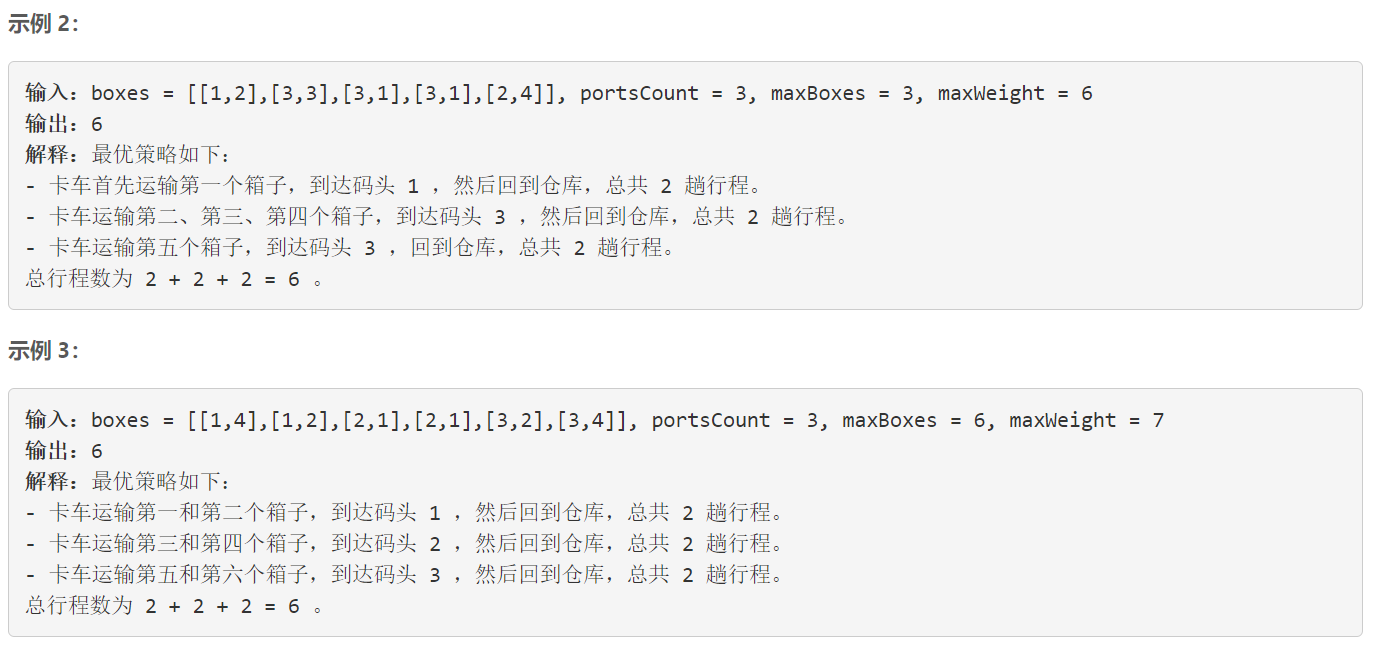 示例 2：
输入：boxes = [[1,2],[3,3],[3,1],[3,1],[2,4]], portsCount = 3, maxBoxes = 3, maxWeight = 6
输出：6
解释：最优策略如下：
- 卡车首先运输第一个箱子，到达码头 1 ，然后回到仓库，总共 2 趟行程。
- 卡车运输第二、第三、第四个箱子，到达码头 3 ，然后回到仓库，总共 2 趟行程。
- 卡车运输第五个箱子，到达码头 3 ，回到仓库，总共 2 趟行程。
总行程数为 2 + 2 + 2 = 6 。
示例 3：
输入：boxes = [[1,4],[1,2],[2,1],[2,1],[3,2],[3,4]], portsCount = 3, maxBoxes = 6, maxWeight = 7
输出：6
解释：最优策略如下：
- 卡车运输第一和第二个箱子，到达码头 1 ，然后回到仓库，总共 2 趟行程。
- 卡车运输第三和第四个箱子，到达码头 2 ，然后回到仓库，总共 2 趟行程。
- 卡车运输第五和第六个箱子，到达码头 3 ，然后回到仓库，总共 2 趟行程。
总行程数为 2 + 2 + 2 = 6 。